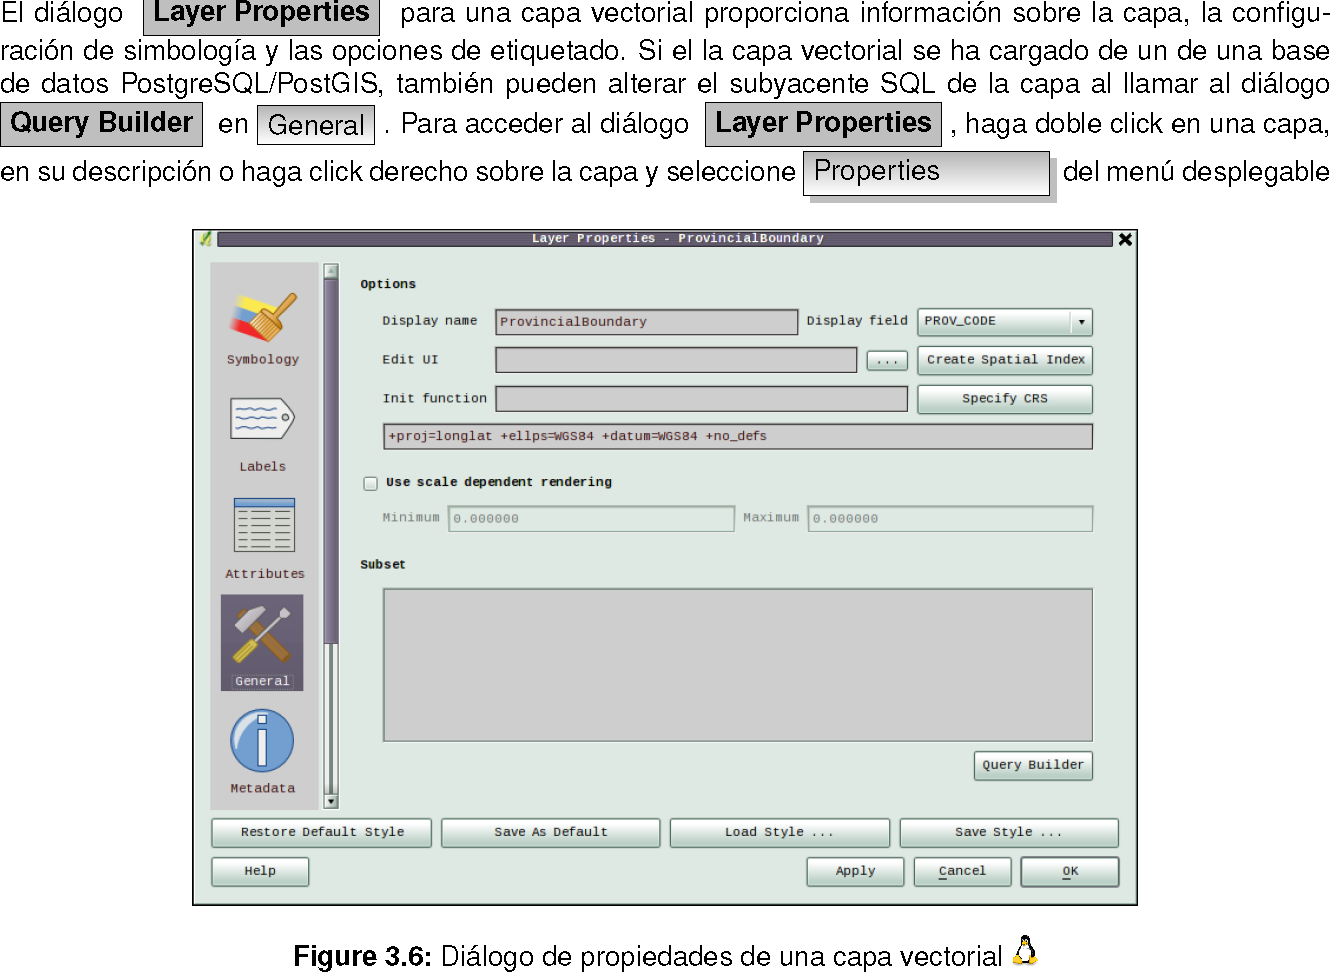 El diálogo Layer Properties para una capa vectorial proporciona información sobre la capa, la configu-
ración de simbología y las opciones de etiquetado. Si el la capa vectorial se ha cargado de un de una base
de datos PostgreSQL/PostGIS, también pueden alterar el subyacente SQL de la capa al llamar al diálogo
Query Builder en General . Para acceder al diálogo Layer Properties , haga doble click en una capa,
en su descripción o haga click derecho sobre la capa y seleccione Properties del menú desplegable
Layer Properties - ProvincialBoundary
Symbology
Labels
Attributes
General
Metadata
Options
Display name ProvincialBoundary Display field PROV_CODE
Edit UI ... Create Spatial Index
Init function Specify CRS
+proj=longlat +ellps=WGS84 +datum=WGS84 +no_defs
Use scale dependent rendering
Minimum 0.000000 Maximum 0.000000
Subset
Query Builder
Restore Default Style Save As Default Load Style ... Save Style ...
Help Apply Cancel OK
Figure 3.6: Diálogo de propiedades de una capa vectorial